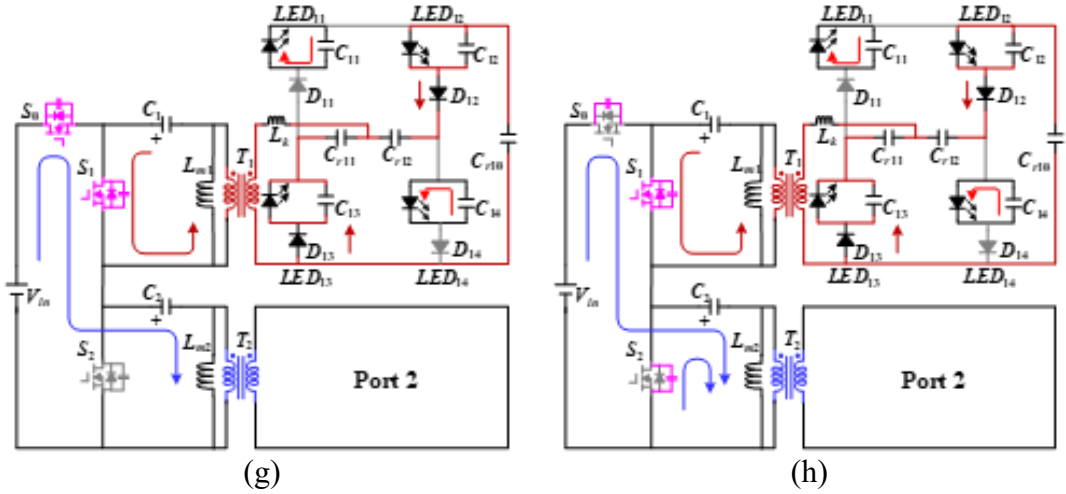 LED11 LED12
C11 C12
D11 D12
S0 C1 +
Lk Cr11 Cr12 Cr10
S1 Lm1 T1
C13 C14
D13 D14
LED13 LED14
Vin
C2 +
S2 Lm2 T2
Port 2
(g)
LED11 LED12
C11 C12
D11 D12
S0 C1 +
Lk Cr11 Cr12 Cr10
S1 Lm1 T1
C13 C14
D13 D14
LED13 LED14
Vin
C2 +
S2 Lm2 T2
Port 2
(h)